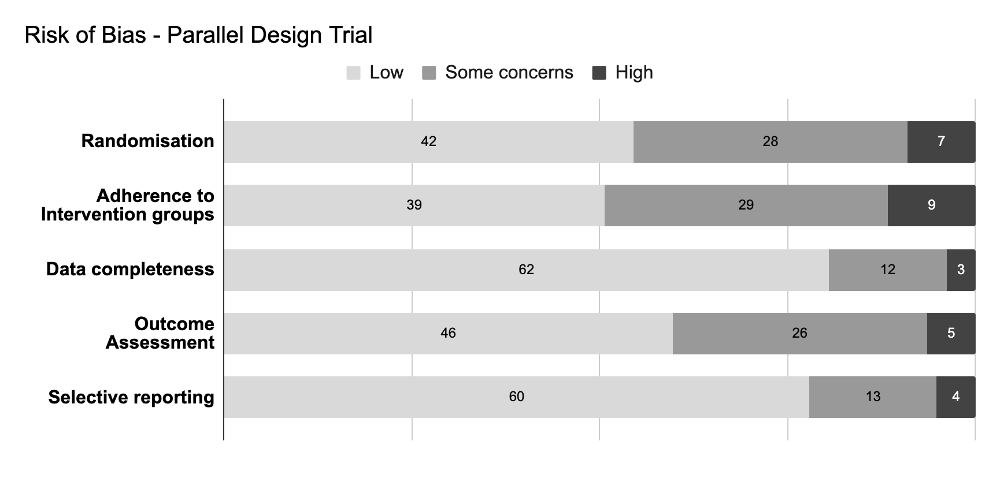 Risk of Bias - Parallel Design Trial
Low Some concerns High
Randomisation 42 28 7
Adherence to
Intervention groups 39 29 9
Data completeness 62 12 3
Outcome
Assessment 46 26 5
Selective reporting 60 13 4